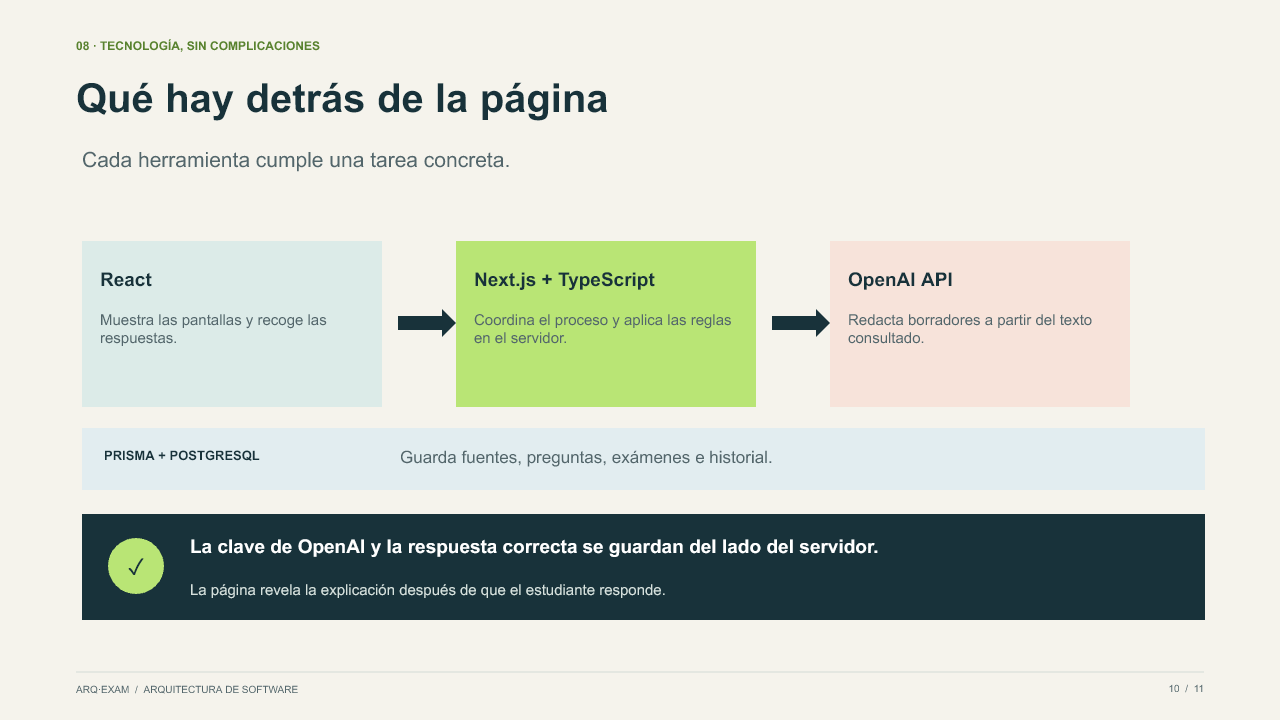 08 · TECNOLOGÍA, SIN COMPLICACIONES
Qué hay detrás de la página
Cada herramienta cumple una tarea concreta.
React
Muestra las pantallas y recoge las
respuestas.
Next.js + TypeScript
Coordina el proceso y aplica las reglas
en el servidor.
OpenAI API
Redacta borradores a partir del texto
consultado.
PRISMA + POSTGRESQL
Guarda fuentes, preguntas, exámenes e historial.
✓
La clave de OpenAI y la respuesta correcta se guardan del lado del servidor.
La página revela la explicación después de que el estudiante responde.
ARQ·EXAM / ARQUITECTURA DE SOFTWARE
10 / 11